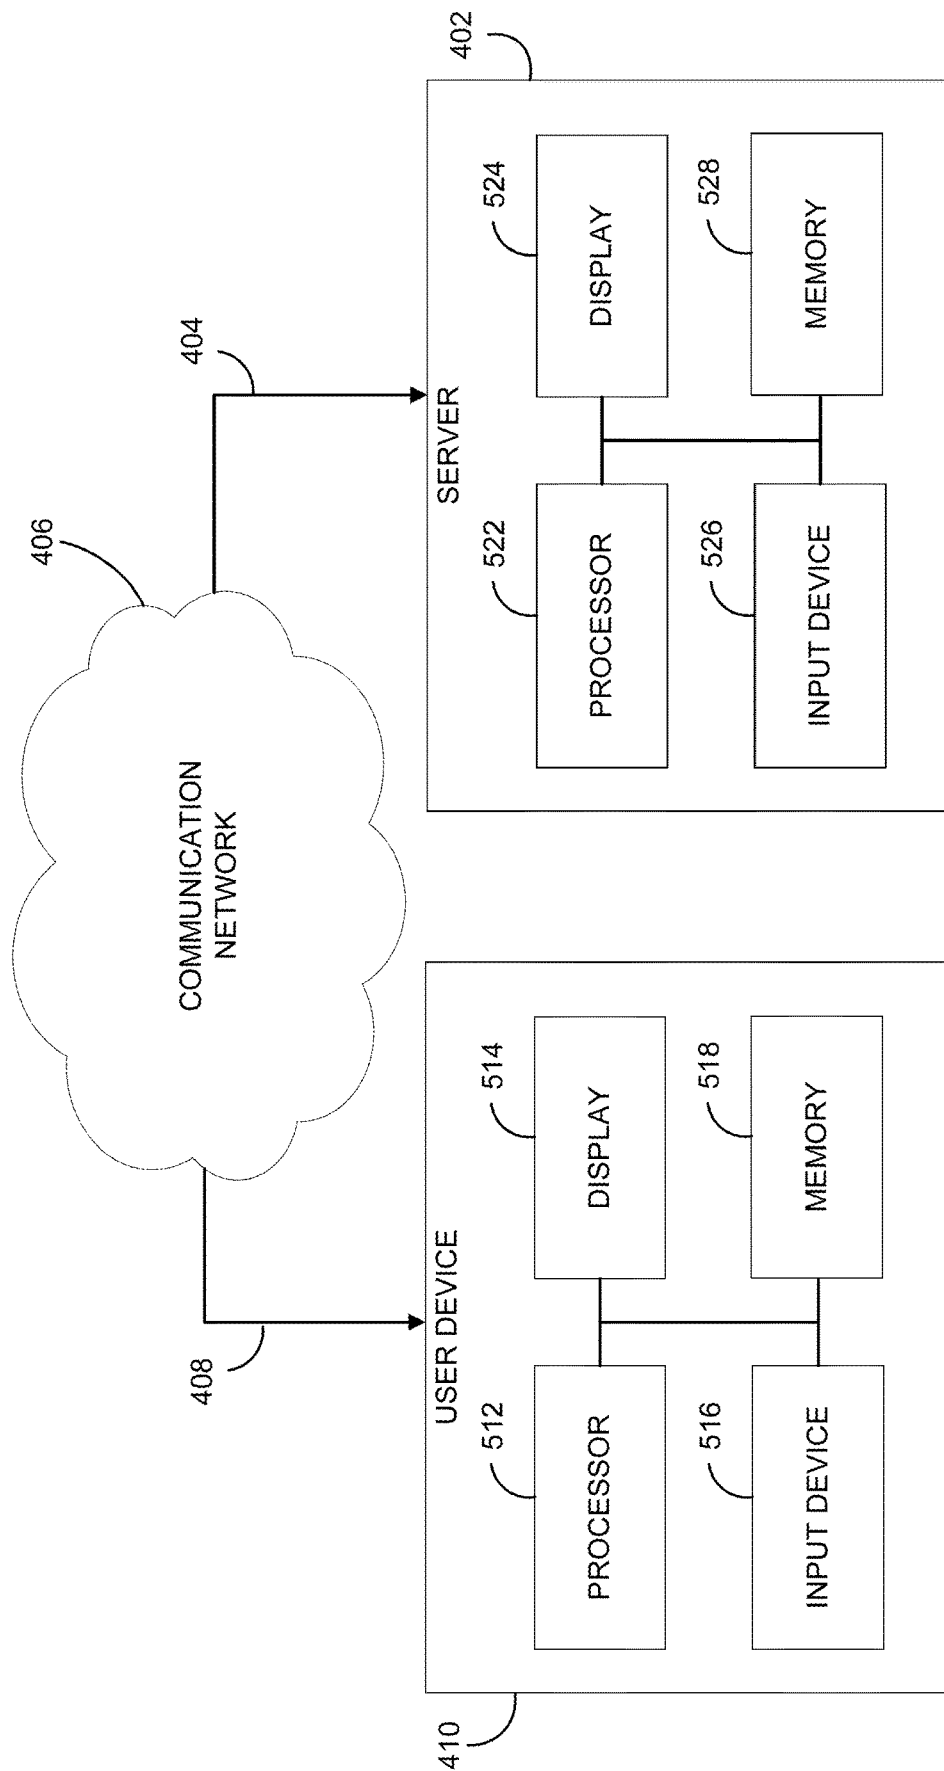 COMMUNICATION
NETWORK
406
408
404
USER DEVICE
410
PROCESSOR
512
DISPLAY
514
INPUT DEVICE
516
MEMORY
518
SERVER
402
PROCESSOR
522
DISPLAY
524
INPUT DEVICE
526
MEMORY
528